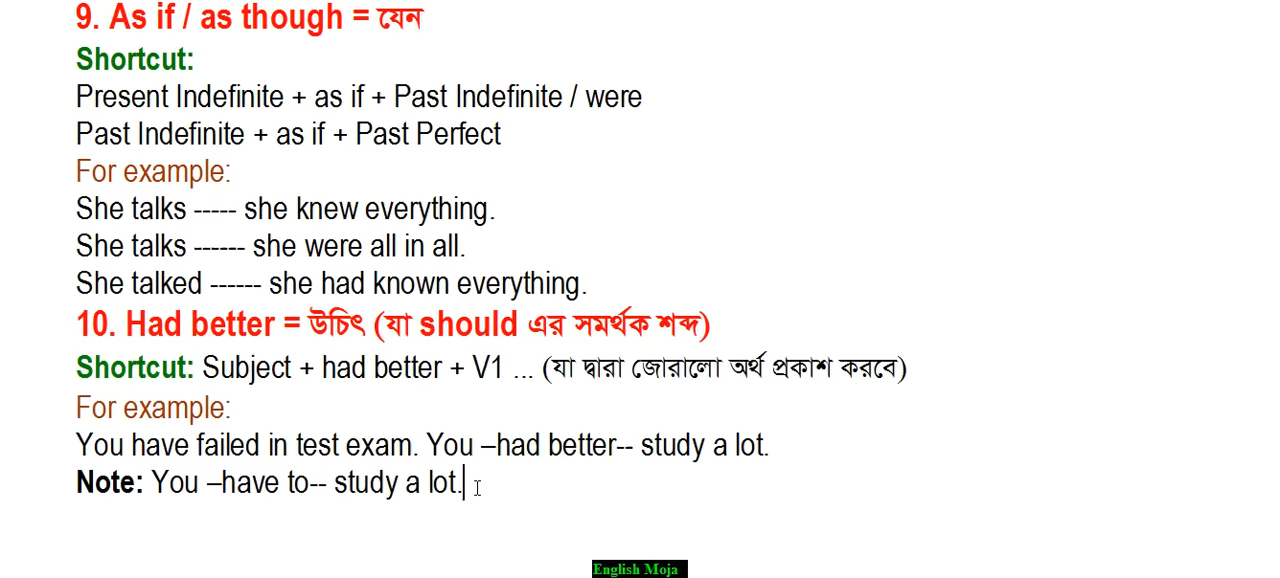 9. As if / as though = যেন
Shortcut:
Present Indefinite + as if + Past Indefinite / were
Past Indefinite + as if + Past Perfect
For example:
She talks ----- she knew everything.
She talks ------ she were all in all.
She talked ------ she had known everything.
10. Had better = উচিৎ (যা should এর সমর্থক শব্দ)
Shortcut: Subject + had better + V1 ... (যা দ্বারা জোরালো অর্থ প্রকাশ করবে)
For example:
You have failed in test exam. You –had better-- study a lot.
Note: You –have to-- study a lot.
English Moja